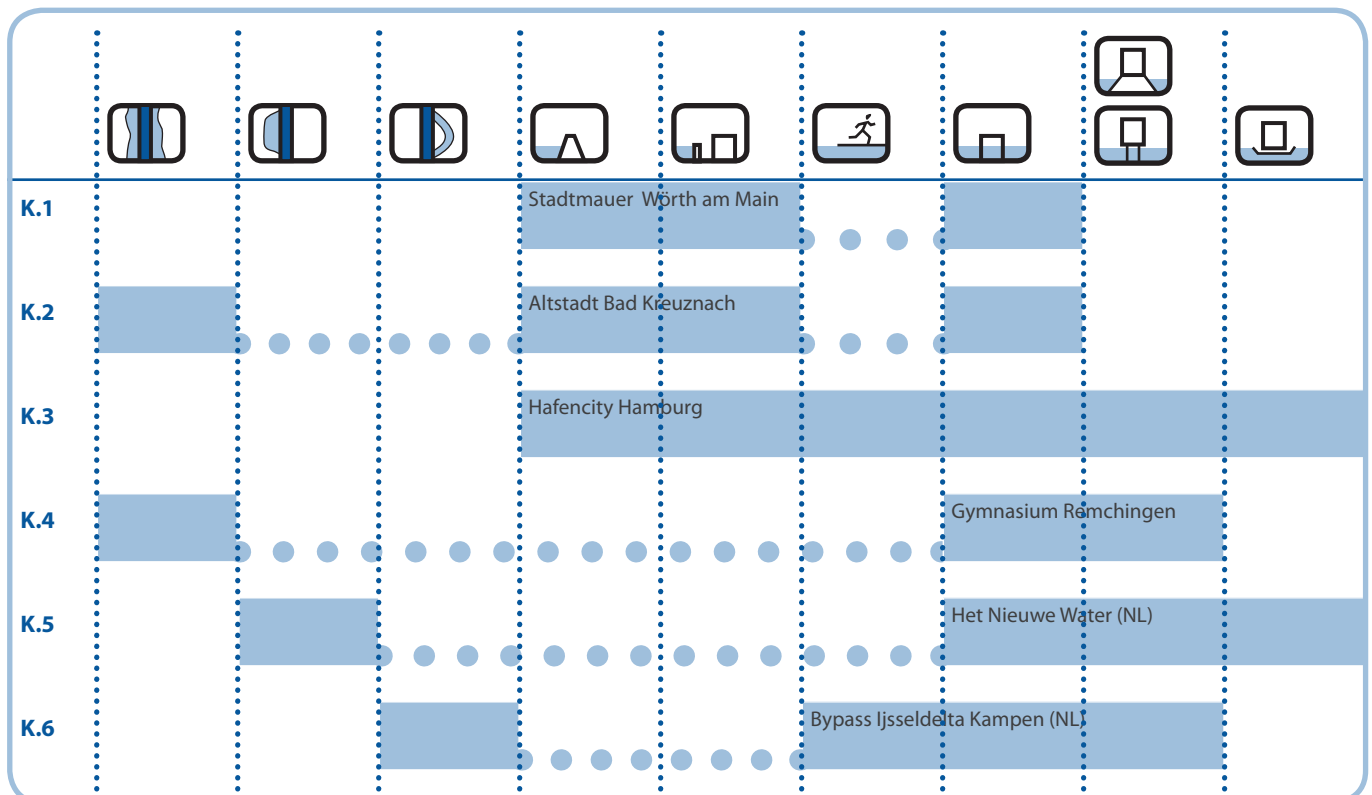 K.1
Stadtmauer Wörth am Main
K.2
Altstadt Bad Kreuznach
K.3
Hafencity Hamburg
K.4
Gymnasium Remchingen
K.5
Het Nieuwe Water (NL)
K.6
Bypass Ijsseldelta Kampen (NL)